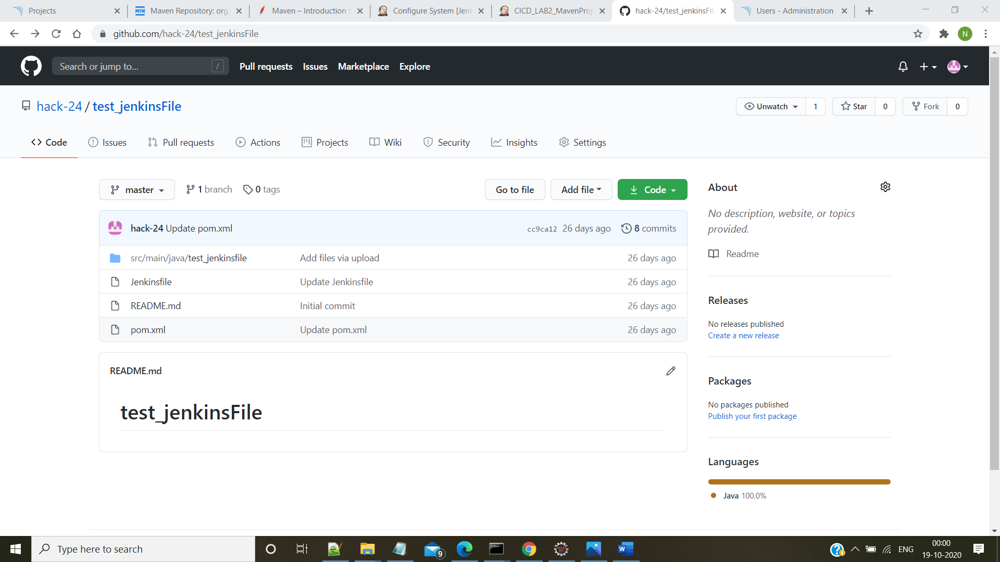 Projects
Maven Repository: org.
Maven – Introduction t
Configure System [Jenk
CICD_LAB2_MavenProj
hack-24/test_jenkinsFil
Users - Administration
github.com/hack-24/test_jenkinsFile
N
Search or jump to...
/
Pull requests
Issues
Marketplace
Explore
hack-24 / test_jenkinsFile
Unwatch 1
Star 0
Fork 0
Code
Issues
Pull requests
Actions
Projects
Wiki
Security
Insights
Settings
master
1 branch
0 tags
Go to file
Add file
Code
hack-24 Update pom.xml
cc9ca12 26 days ago
8 commits
src/main/java/test_jenkinsfile Add files via upload 26 days ago
Jenkinsfile Update Jenkinsfile 26 days ago
README.md Initial commit 26 days ago
pom.xml Update pom.xml 26 days ago
README.md
test_jenkinsFile
About
No description, website, or topics
provided.
Readme
Releases
No releases published
Create a new release
Packages
No packages published
Publish your first package
Languages
Java 100.0%
Type here to search
9
ENG
00:00
19-10-2020